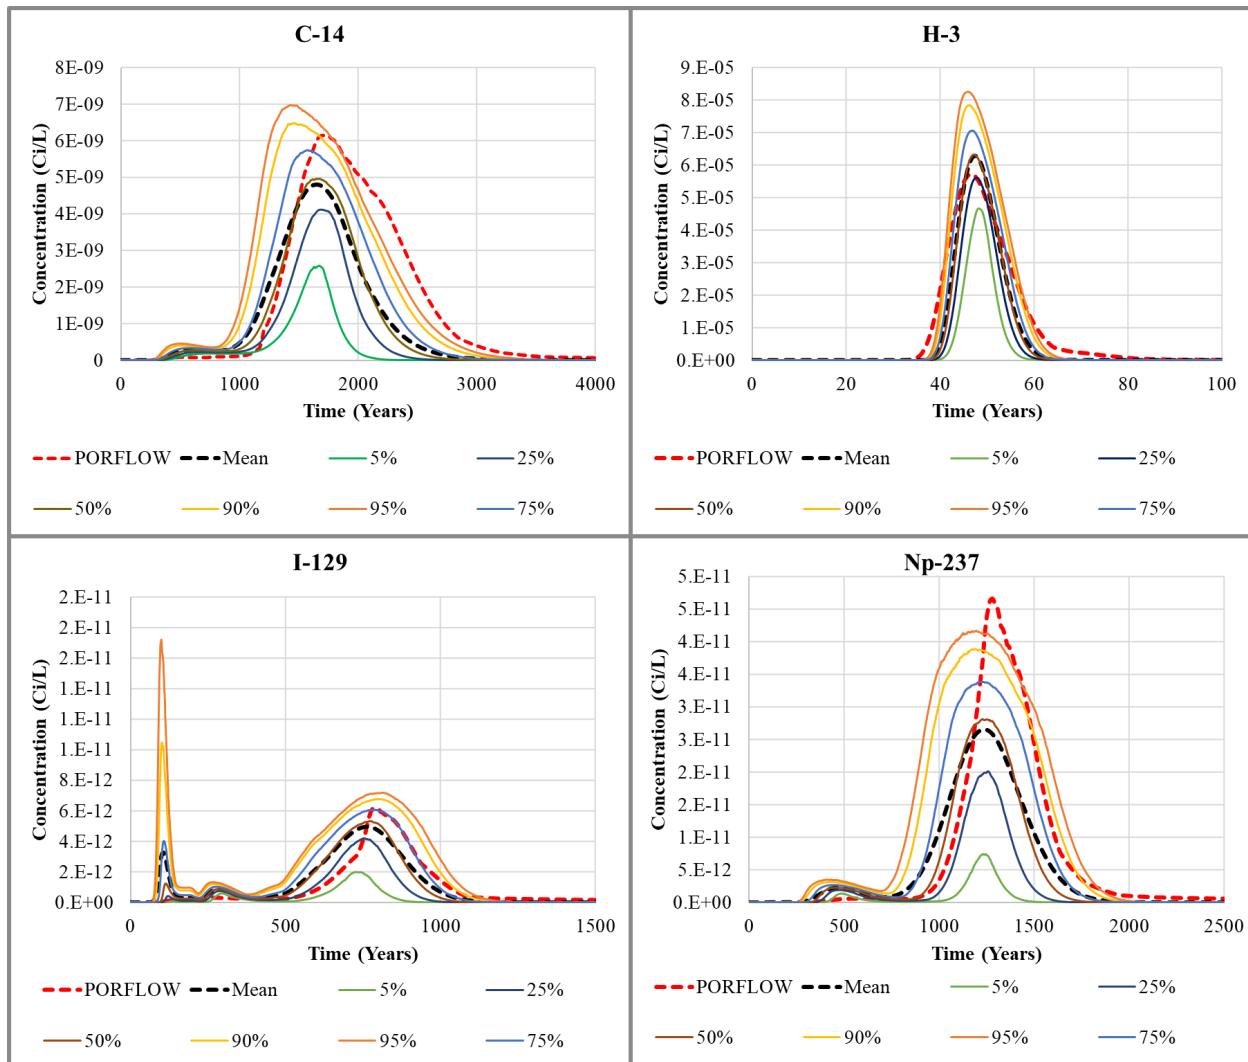 C-14
8E-09
7E-09
6E-09
5E-09
4E-09
3E-09
2E-09
1E-09
0
Concentration (Ci/L)
0 1000 2000 3000 4000
Time (Years)
PORFLOW Mean 5% 25%
50% 90% 95% 75%
H-3
9.E-05
8.E-05
7.E-05
6.E-05
5.E-05
4.E-05
3.E-05
2.E-05
1.E-05
0.E+00
Concentration (Ci/L)
0 20 40 60 80 100
Time (Years)
PORFLOW Mean 5% 25%
50% 90% 95% 75%
I-129
2.E-11
2.E-11
2.E-11
1.E-11
1.E-11
1.E-11
8.E-12
6.E-12
4.E-12
2.E-12
0.E+00
Concentration (Ci/L)
0 500 1000 1500
Time (Years)
PORFLOW Mean 5% 25%
50% 90% 95% 75%
Np-237
5.E-11
5.E-11
4.E-11
4.E-11
3.E-11
3.E-11
2.E-11
2.E-11
1.E-11
5.E-12
0.E+00
Concentration (Ci/L)
0 500 1000 1500 2000 2500
Time (Years)
PORFLOW Mean 5% 25%
50% 90% 95% 75%